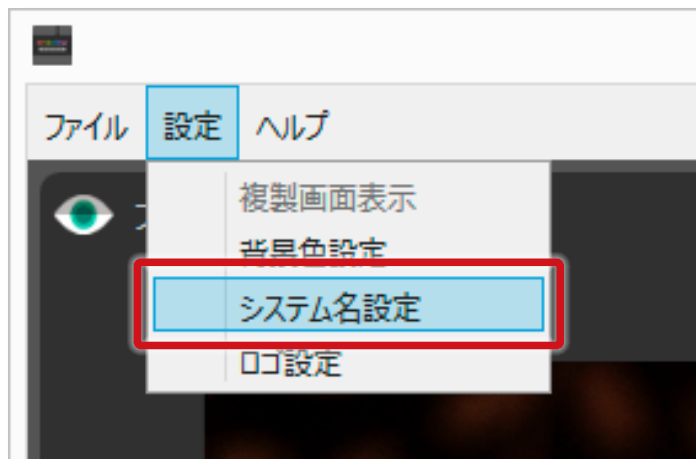 ファイル 設定 ヘルプ
複製画面表示
背景色設定
システム名設定
ロゴ設定